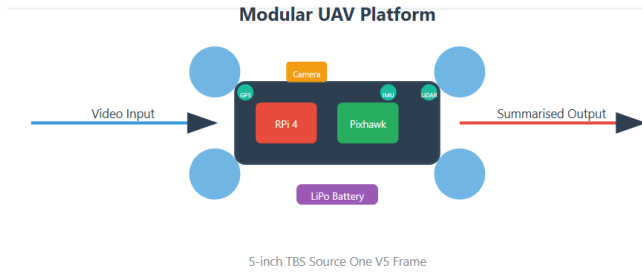 Modular UAV Platform
Camera
GPS
IMU
LiDAR
Video Input
RPi 4
Pixhawk
Summarised Output
LiPo Battery
5-inch TBS Source One V5 Frame